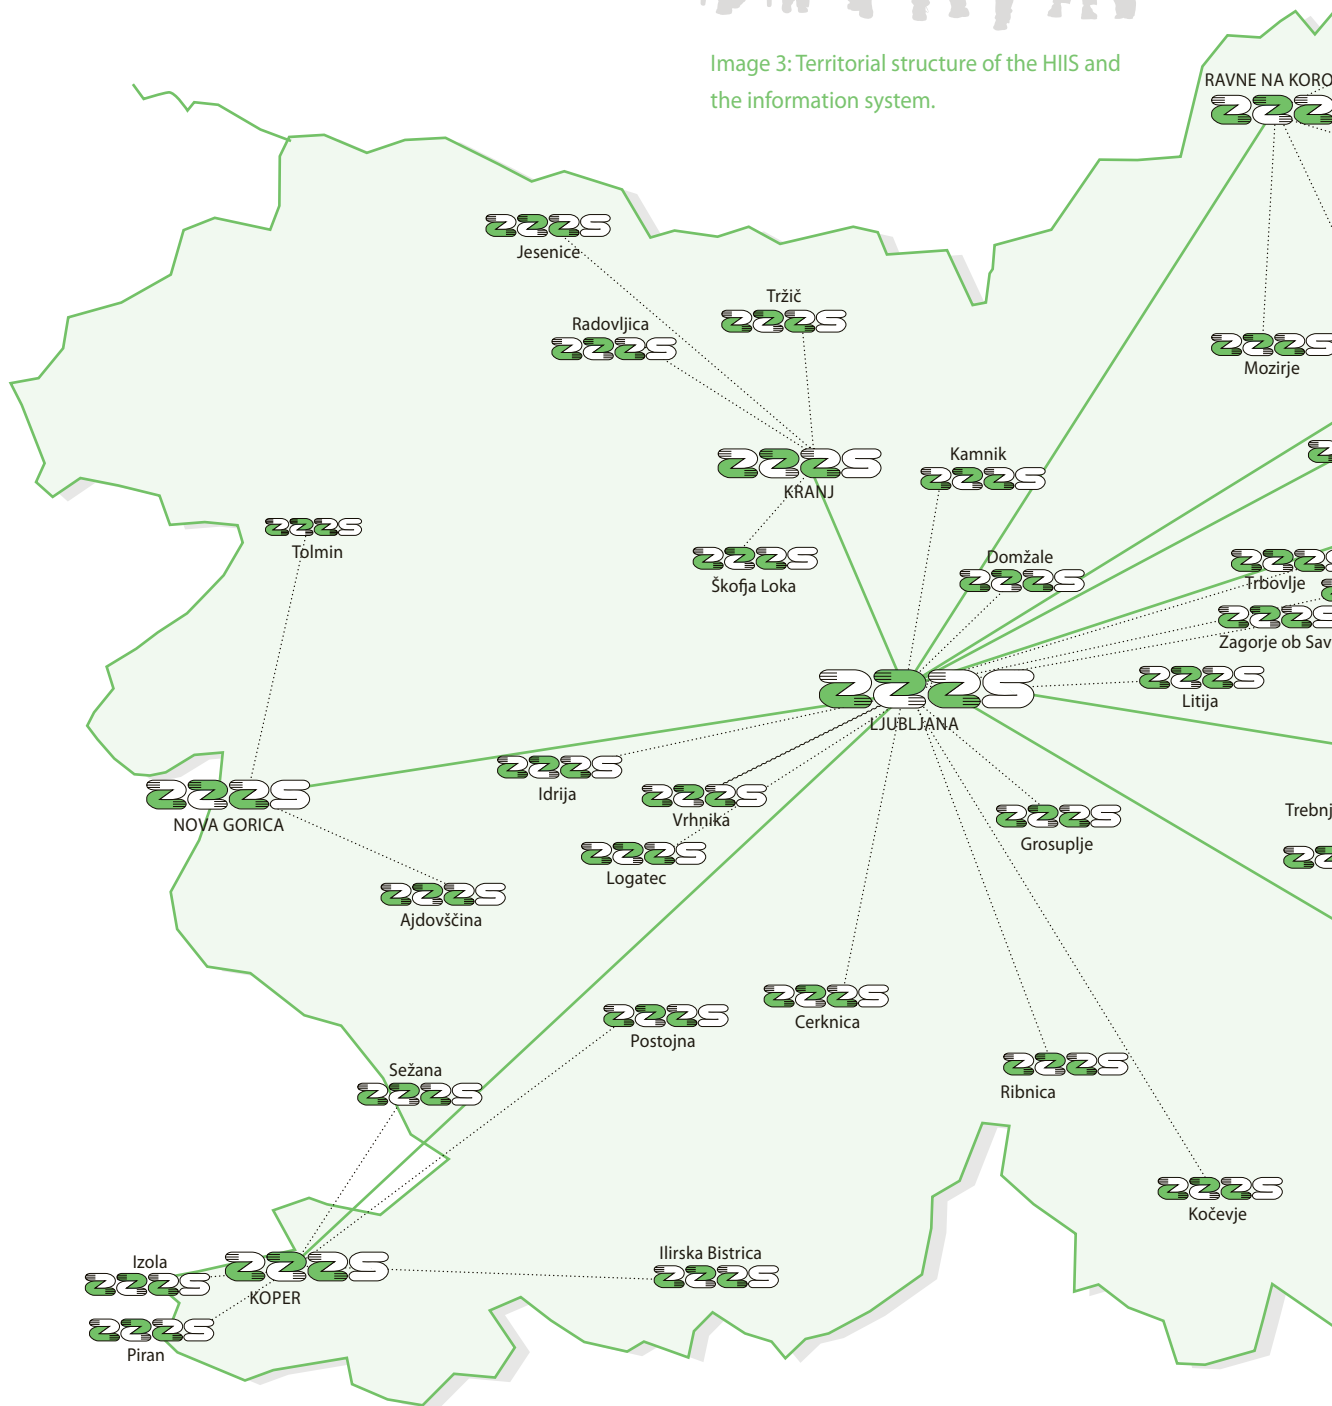 Image 3: Territorial structure of the HIIS and
the information system.
RAVNE NA KORO
Jesenice
Tržič
Radovljica
Mozirje
KRANJ
Kamnik
Tolmin
Škofja Loka
Domžale
Trbovlje
Zagorje ob Sav
Litija
LJUBLJANA
Idrija
Vrhnika
NOVA GORICA
Trebnj
Grosuplje
Logatec
Ajdovščina
Cerknica
Postojna
Sežana
Ribnica
Kočevje
Izola
Ilirska Bistrica
KOPER
Piran